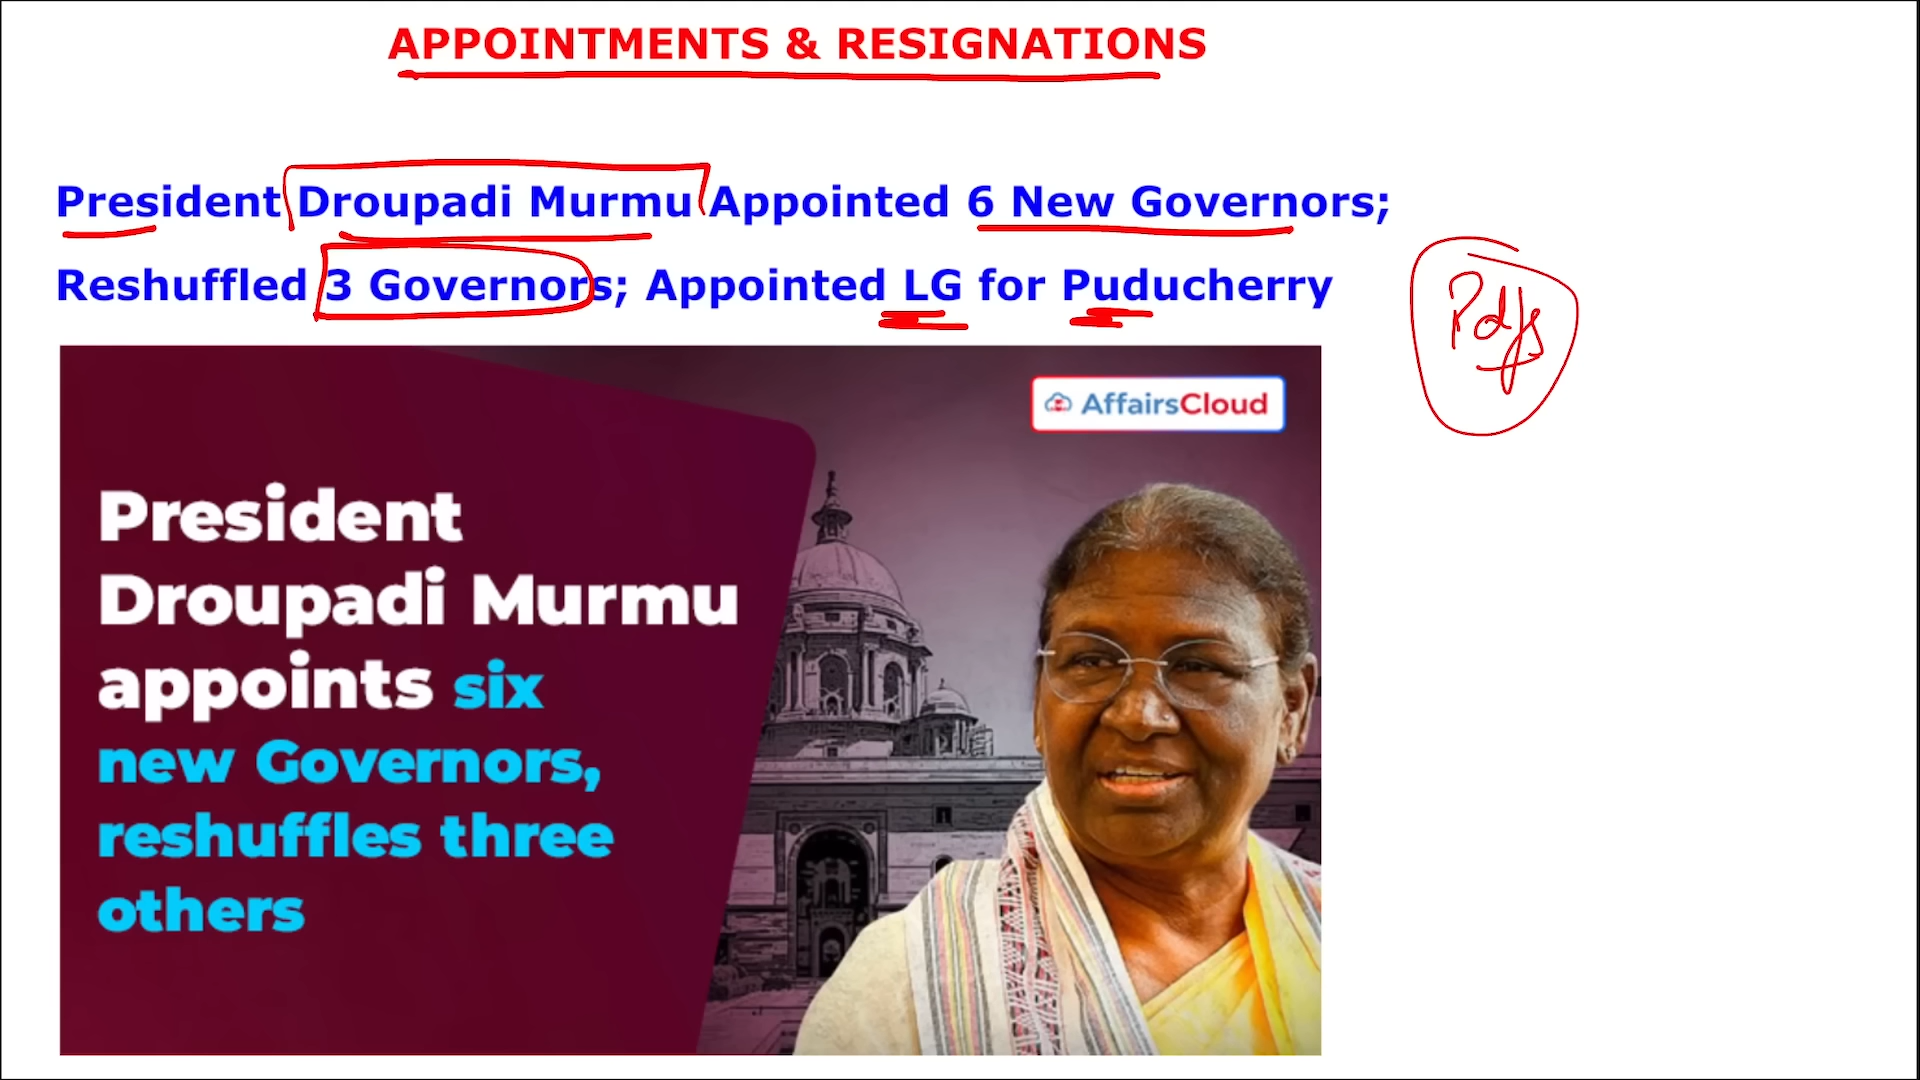 APPOINTMENTS & RESIGNATIONS
President Droupadi Murmu Appointed 6 New Governors;
Reshuffled 3 Governors; Appointed LG for Puducherry
Pdfs
AffairsCloud
President
Droupadi Murmu
appoints six
new Governors,
reshuffles three
others